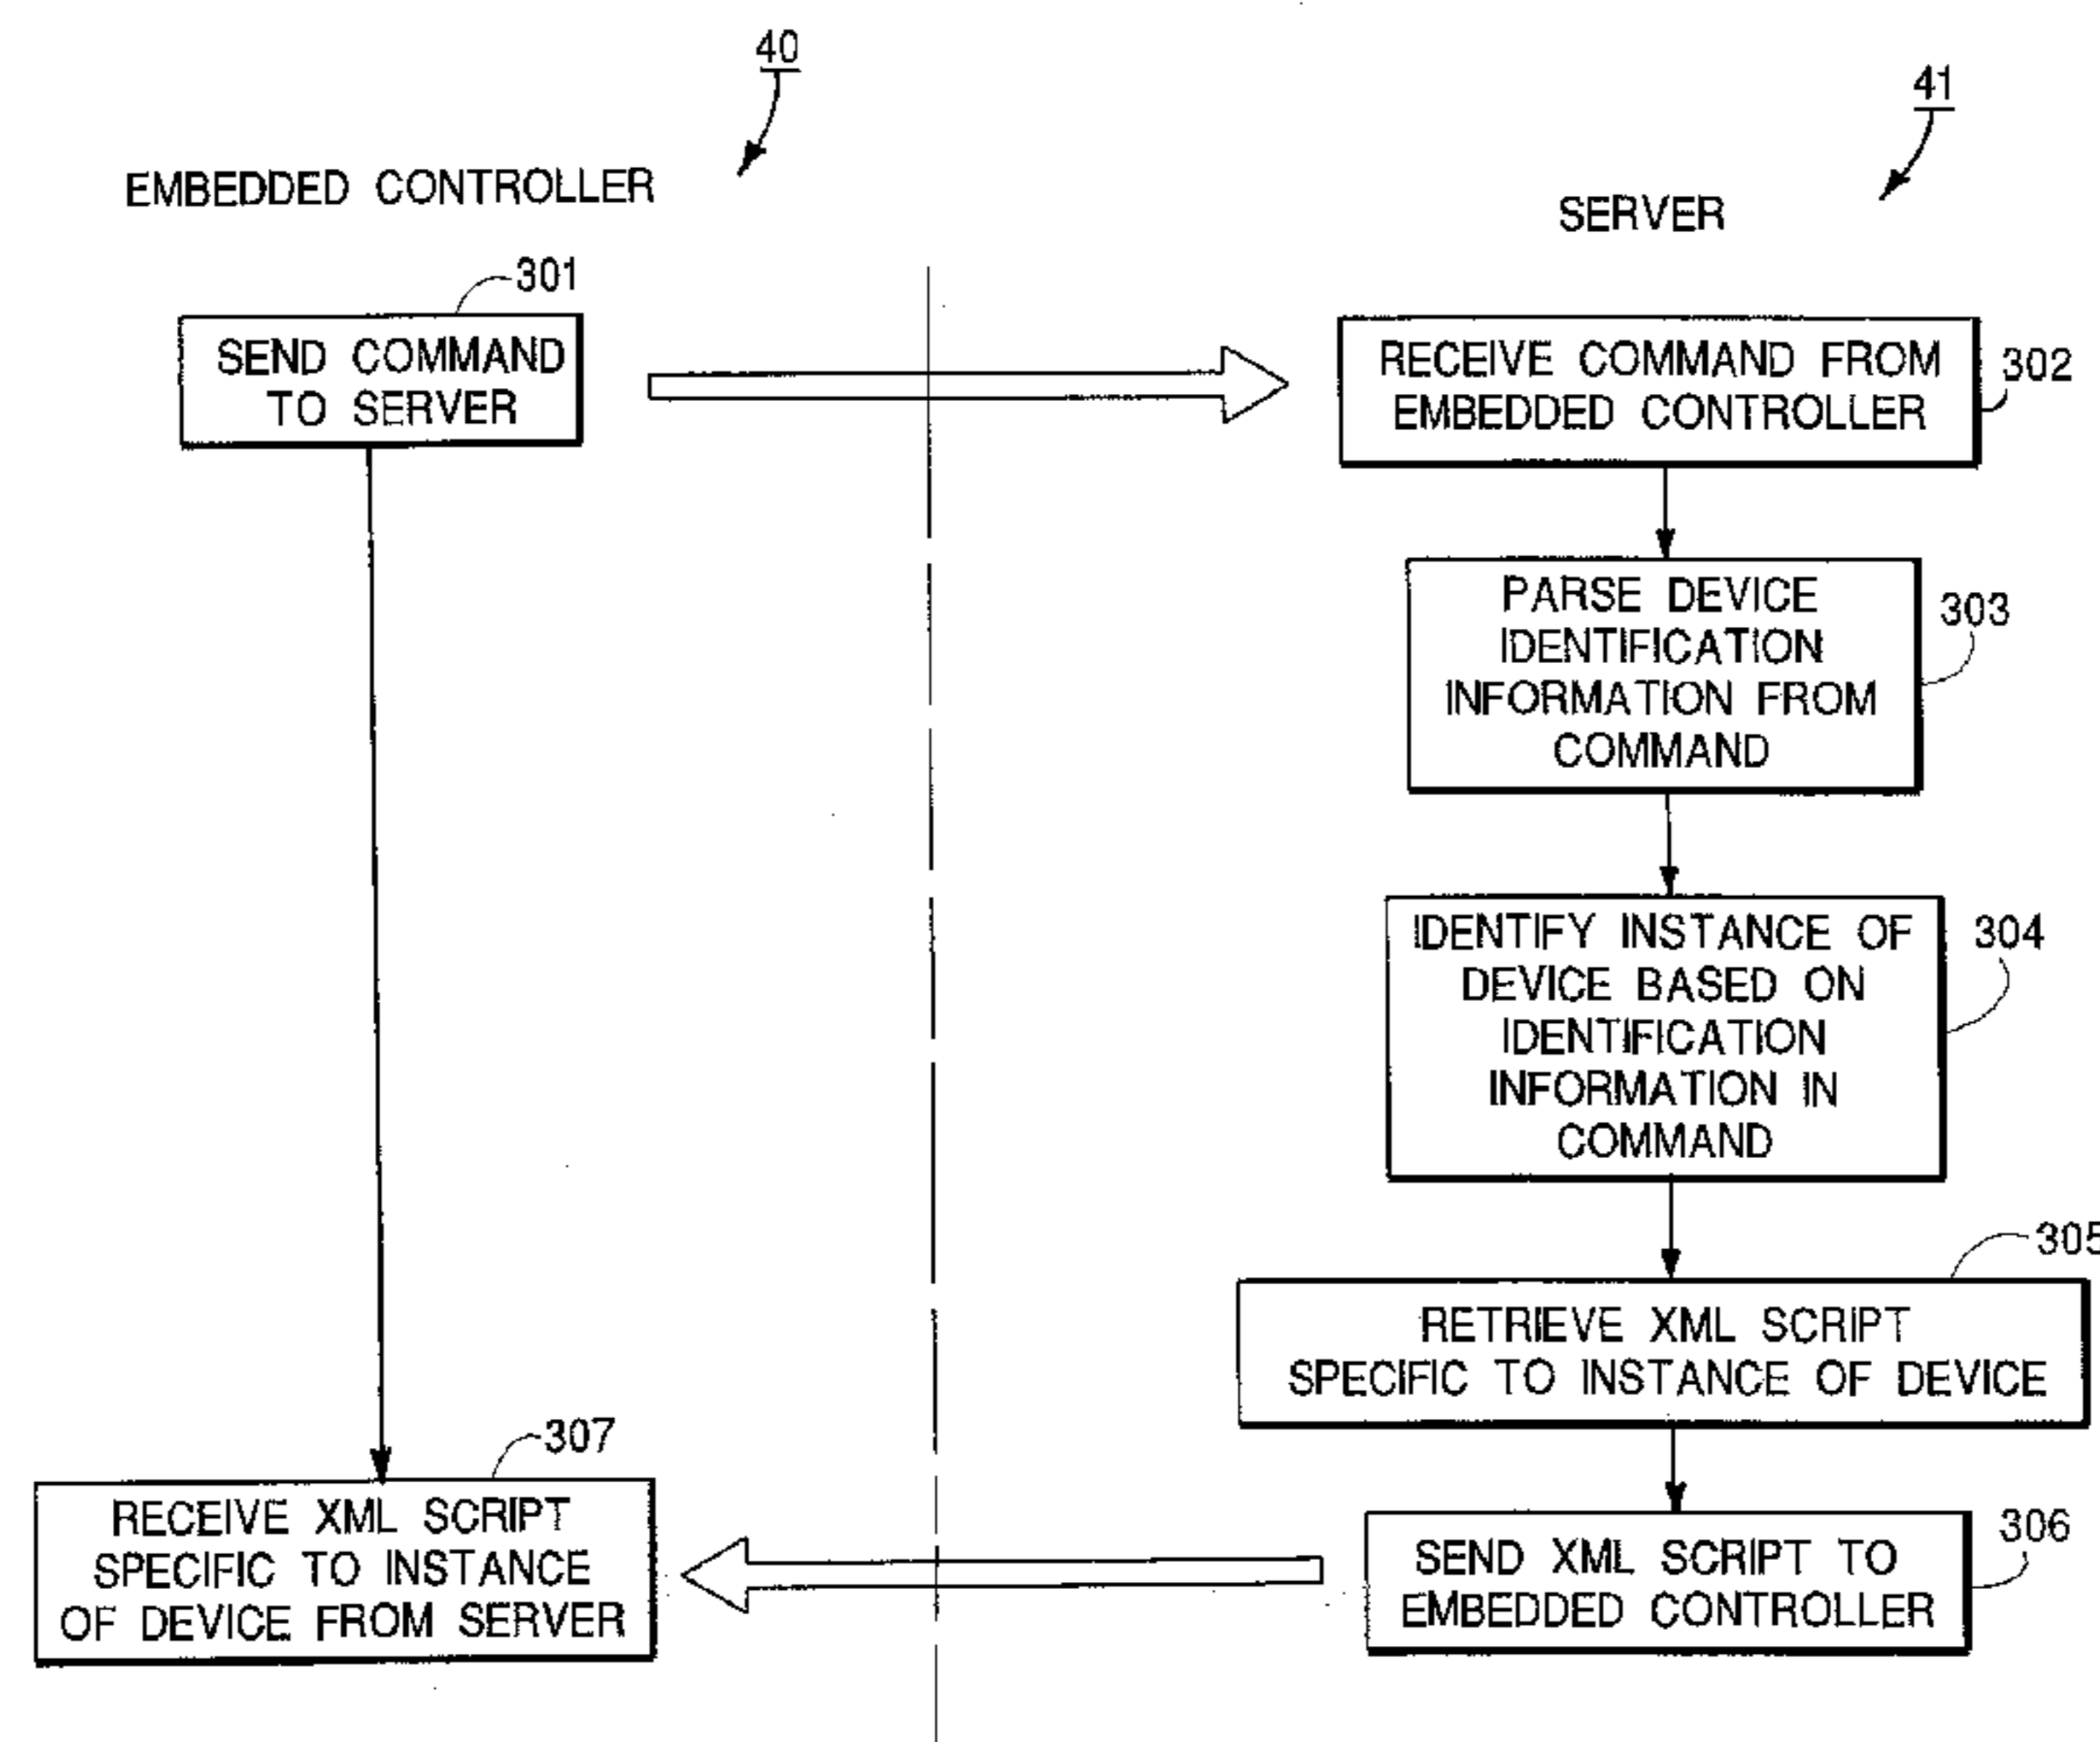 40
41
EMBEDDED CONTROLLER
SERVER
301
SEND COMMAND
TO SERVER
RECEIVE COMMAND FROM
EMBEDDED CONTROLLER
302
PARSE DEVICE
IDENTIFICATION
INFORMATION FROM
COMMAND
303
IDENTIFY INSTANCE OF
DEVICE BASED ON
IDENTIFICATION
INFORMATION IN
COMMAND
304
305
RETRIEVE XML SCRIPT
SPECIFIC TO INSTANCE OF DEVICE
307
RECEIVE XML SCRIPT
SPECIFIC TO INSTANCE
OF DEVICE FROM SERVER
SEND XML SCRIPT TO
EMBEDDED CONTROLLER
306